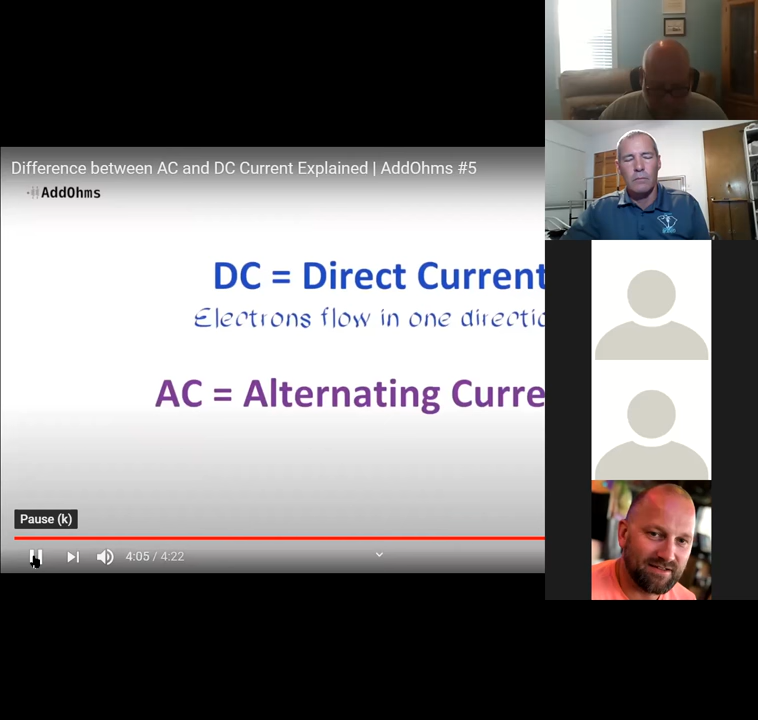 Difference between AC and DC Current Explained | AddOhms #5
AddOhms
DC = Direct Current
Electrons flow in one directio
AC = Alternating Curre
Pause (k)
4:05 / 4:22